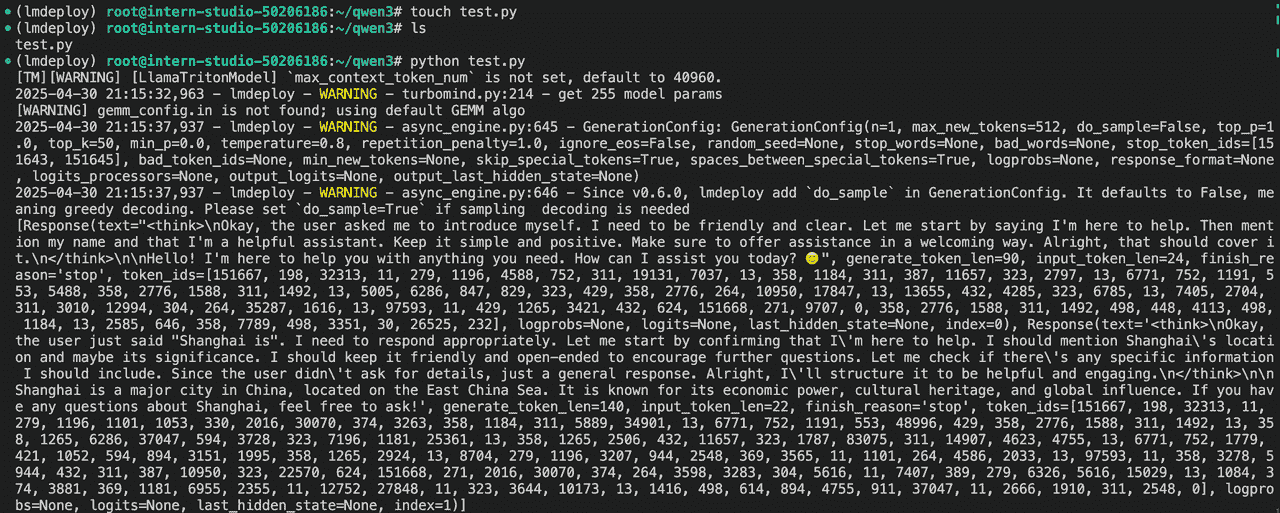 (lmdeploy) root@intern-studio-50206186:~/qwen3# touch test.py
(lmdeploy) root@intern-studio-50206186:~/qwen3# ls
test.py
(lmdeploy) root@intern-studio-50206186:~/qwen3# python test.py
[TM][WARNING] [LlamaTritonModel] `max_context_token_num` is not set, default to 40960.
2025-04-30 21:15:32,963 - lmdeploy - WARNING - turbomind.py:214 - get 255 model params
[WARNING] gemm_config.in is not found; using default GEMM algo
2025-04-30 21:15:37,937 - lmdeploy - WARNING - async_engine.py:645 - GenerationConfig: GenerationConfig(n=1, max_new_tokens=512, do_sample=False, top_p=1
.0, top_k=50, min_p=0.0, temperature=0.8, repetition_penalty=1.0, ignore_eos=False, random_seed=None, stop_words=None, bad_words=None, stop_token_ids=[15
1643, 151645], bad_token_ids=None, min_new_tokens=None, skip_special_tokens=True, spaces_between_special_tokens=True, logprobs=None, response_format=None
, logits_processors=None, output_logits=None, output_last_hidden_state=None)
2025-04-30 21:15:37,937 - lmdeploy - WARNING - async_engine.py:646 - Since v0.6.0, lmdeploy add `do_sample` in GenerationConfig. It defaults to False, me
aning greedy decoding. Please set `do_sample=True` if sampling  decoding is needed
[Response(text="<think>\nOkay, the user asked me to introduce myself. I need to be friendly and clear. Let me start by saying I'm here to help. Then ment
ion my name and that I'm a helpful assistant. Keep it simple and positive. Make sure to offer assistance in a welcoming way. Alright, that should cover i
t.\n</think>\n\nHello! I'm here to help you with anything you need. How can I assist you today? 😊", generate_token_len=90, input_token_len=24, finish_re
ason='stop', token_ids=[151667, 198, 32313, 11, 279, 1196, 4588, 752, 311, 19131, 7037, 13, 358, 1184, 311, 387, 11657, 323, 2797, 13, 6771, 752, 1191, 5
53, 5488, 358, 2776, 1588, 311, 1492, 13, 5005, 6286, 847, 829, 323, 429, 358, 2776, 264, 10950, 17847, 13, 13655, 432, 4285, 323, 6785, 13, 7405, 2704,
311, 3010, 12994, 304, 264, 35287, 1616, 13, 97593, 11, 429, 1265, 3421, 432, 624, 151668, 271, 9707, 0, 358, 2776, 1588, 311, 1492, 498, 448, 4113, 498,
1184, 13, 2585, 646, 358, 7789, 498, 3351, 30, 26525, 232], logprobs=None, logits=None, last_hidden_state=None, index=0), Response(text='<think>\nOkay,
the user just said "Shanghai is". I need to respond appropriately. Let me start by confirming that I\'m here to help. I should mention Shanghai\'s locati
on and maybe its significance. I should keep it friendly and open-ended to encourage further questions. Let me check if there\'s any specific information
I should include. Since the user didn\'t ask for details, just a general response. Alright, I\'ll structure it to be helpful and engaging.\n</think>\n\n
Shanghai is a major city in China, located on the East China Sea. It is known for its economic power, cultural heritage, and global influence. If you hav
e any questions about Shanghai, feel free to ask!', generate_token_len=140, input_token_len=22, finish_reason='stop', token_ids=[151667, 198, 32313, 11,
279, 1196, 1101, 1053, 330, 2016, 30070, 374, 3263, 358, 1184, 311, 5889, 34901, 13, 6771, 752, 1191, 553, 48996, 429, 358, 2776, 1588, 311, 1492, 13, 35
8, 1265, 6286, 37047, 594, 3728, 323, 7196, 1181, 25361, 13, 358, 1265, 2506, 432, 11657, 323, 1787, 83075, 311, 14907, 4623, 4755, 13, 6771, 752, 1779,
421, 1052, 594, 894, 3151, 1995, 358, 1265, 2924, 13, 8704, 279, 1196, 3207, 944, 2548, 369, 3565, 11, 1101, 264, 4586, 2033, 13, 97593, 11, 358, 3278, 5
944, 432, 311, 387, 10950, 323, 22570, 624, 151668, 271, 2016, 30070, 374, 264, 3598, 3283, 304, 5616, 11, 7407, 389, 279, 6326, 5616, 15029, 13, 1084, 3
74, 3881, 369, 1181, 6955, 2355, 11, 12752, 27848, 11, 323, 3644, 10173, 13, 1416, 498, 614, 894, 4755, 911, 37047, 11, 2666, 1910, 311, 2548, 0], logpro
bs=None, logits=None, last_hidden_state=None, index=1)]